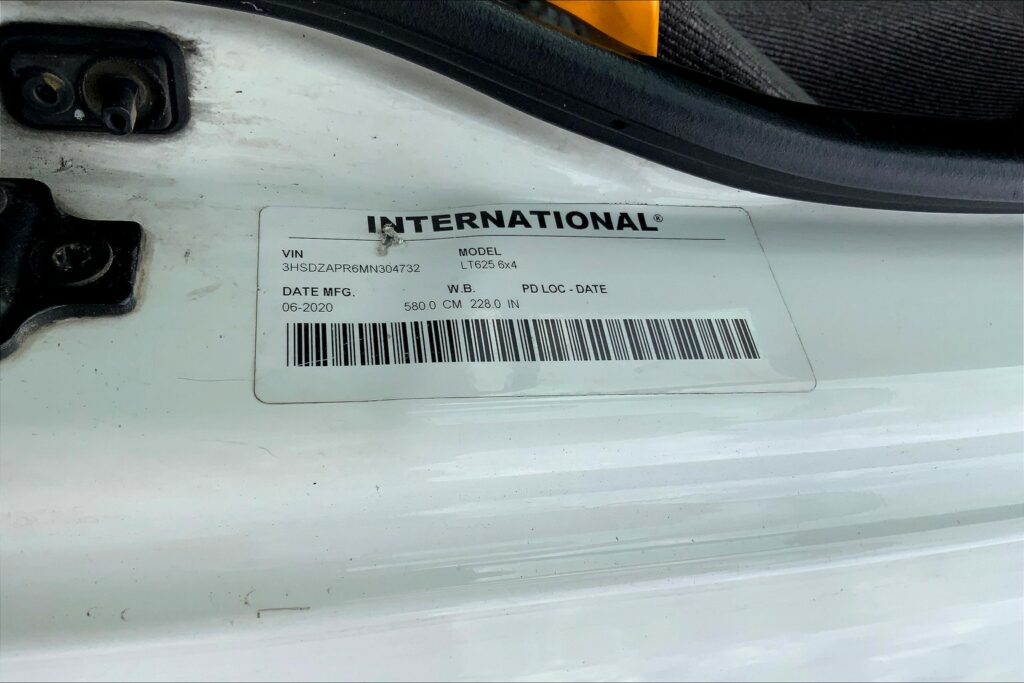 INTERNATIONAL®
VIN MODEL
3HSDZAPR6MN304732 LT625 6x4
DATE MFG. W.B. PD LOC - DATE
06-2020 580.0 CM 228.0 IN